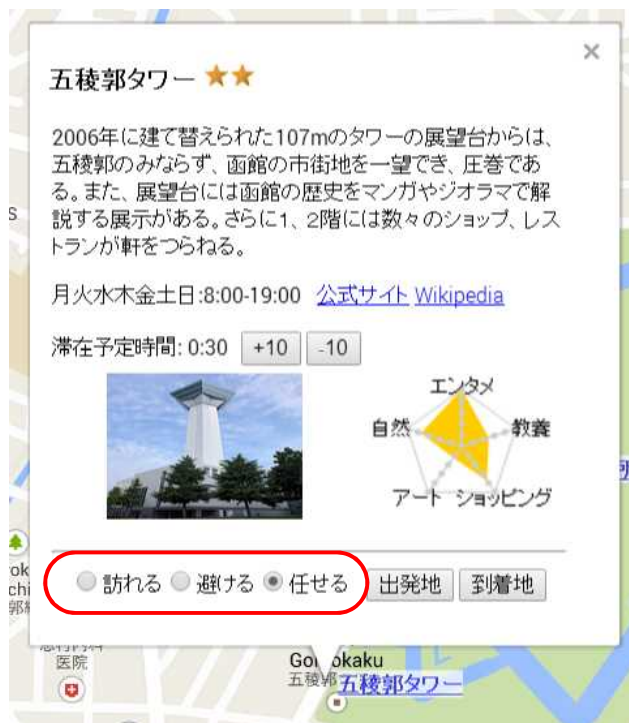 ×
五稜郭タワー ★★
2006年に建て替えられた107mのタワーの展望台からは、
五稜郭のみならず、函館の市街地を一望でき、圧巻であ
る。また、展望台には函館の歴史をマンガやジオラマで解
説する展示がある。さらに1、2階には数々のショップ、レス
トランが軒をつらねる。
月火水木金土日:8:00-19:00 公式サイト Wikipedia
滞在予定時間: 0:30 +10 -10
エンタメ
自然 教養
アート ショッピング
訪れる 避ける 任せる 出発地 到着地
医院
五稜郭タワー